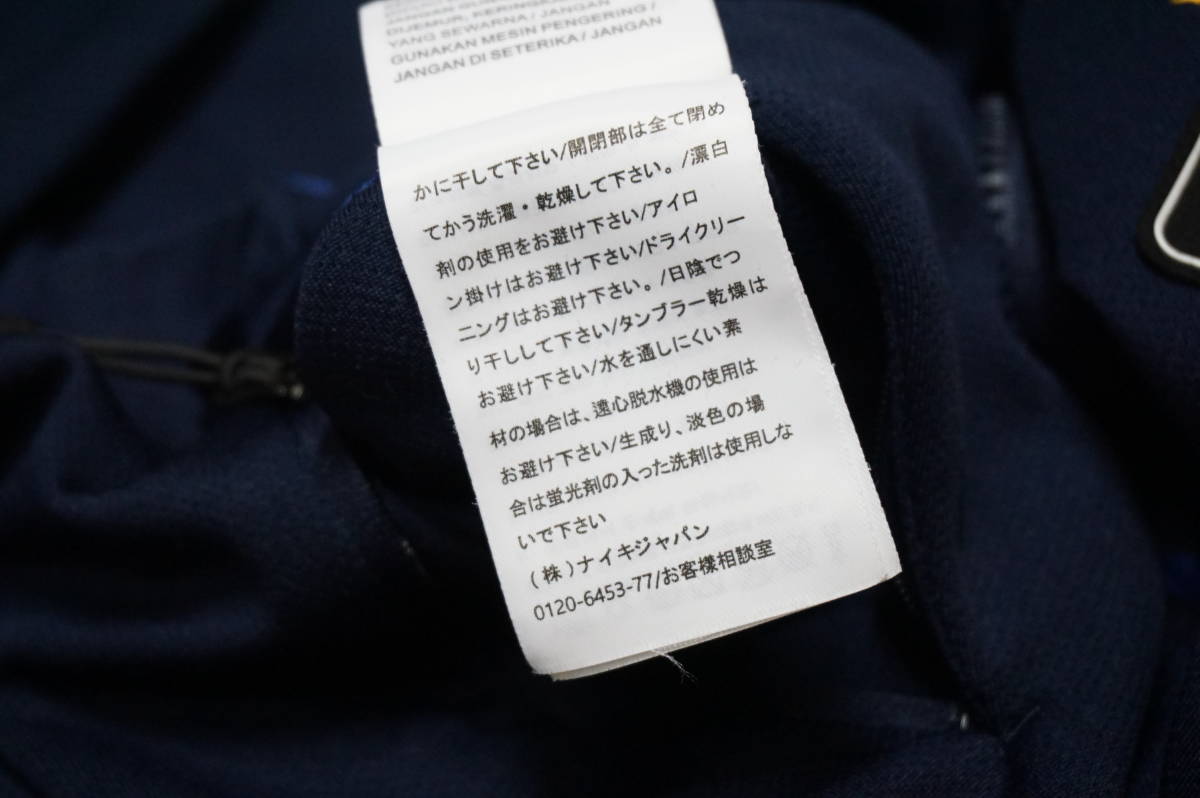 DIJEMUR, KERINGKAN
YANG SEWARNA / JANGAN
GUNAKAN MESIN PENGERING /
JANGAN DI SETERIKA / JANGAN
かに干して下さい/開閉部は全て閉め
てかう洗濯・乾燥して下さい。/漂白
剤の使用をお避け下さい/アイロ
ン掛けはお避け下さい/ドライクリー
ニングはお避け下さい。/日陰でつ
り干しして下さい/タンブラー乾燥は
お避け下さい/水を通しにくい素
材の場合は、遠心脱水機の使用は
お避け下さい/生成り、淡色の場
合は蛍光剤の入った洗剤は使用しな
いで下さい
(株)ナイキジャパン
0120-6453-77/お客様相談室